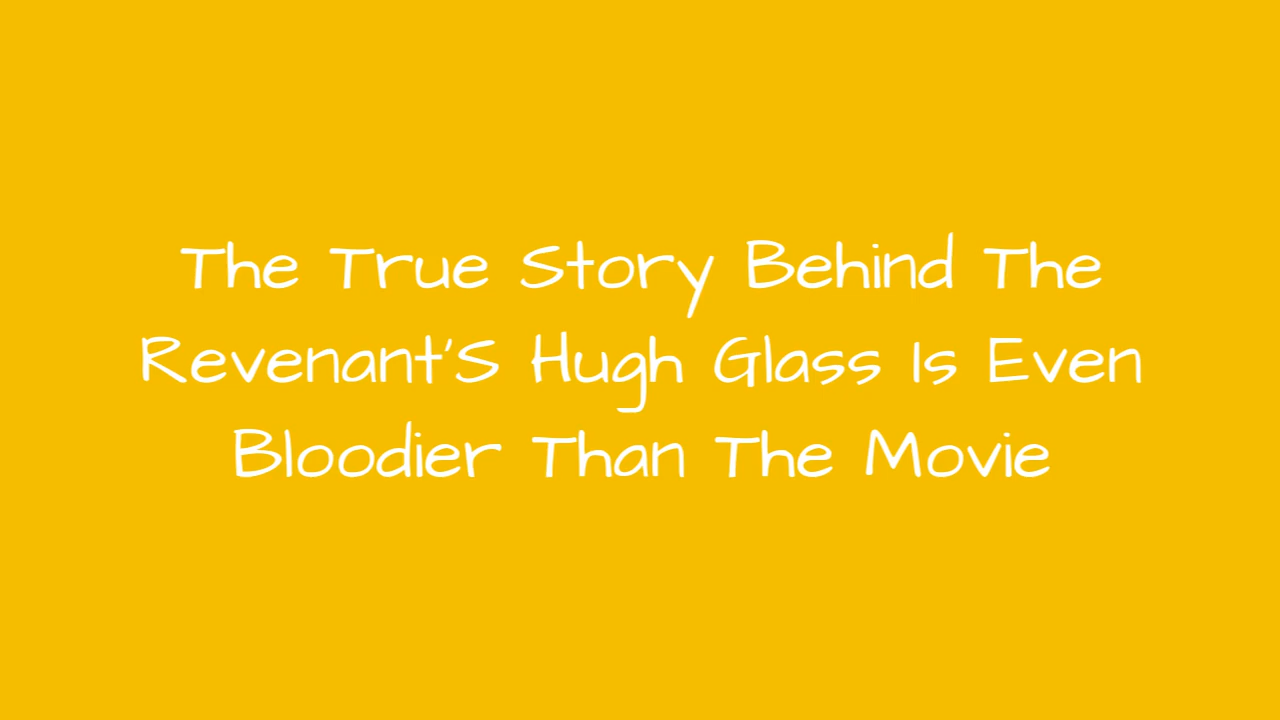 The True Story Behind The
Revenant'S Hugh Glass Is Even
Bloodier Than The Movie